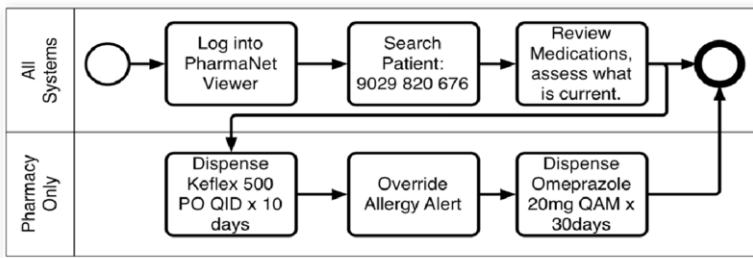 All
Systems
Log into
PharmaNet
Viewer
Search
Patient:
9029 820 676
Review
Medications,
assess what
is current.
Pharmacy
Only
Dispense
Keflex 500
PO QID x 10
days
Override
Allergy Alert
Dispense
Omeprazole
20mg QAM x
30days